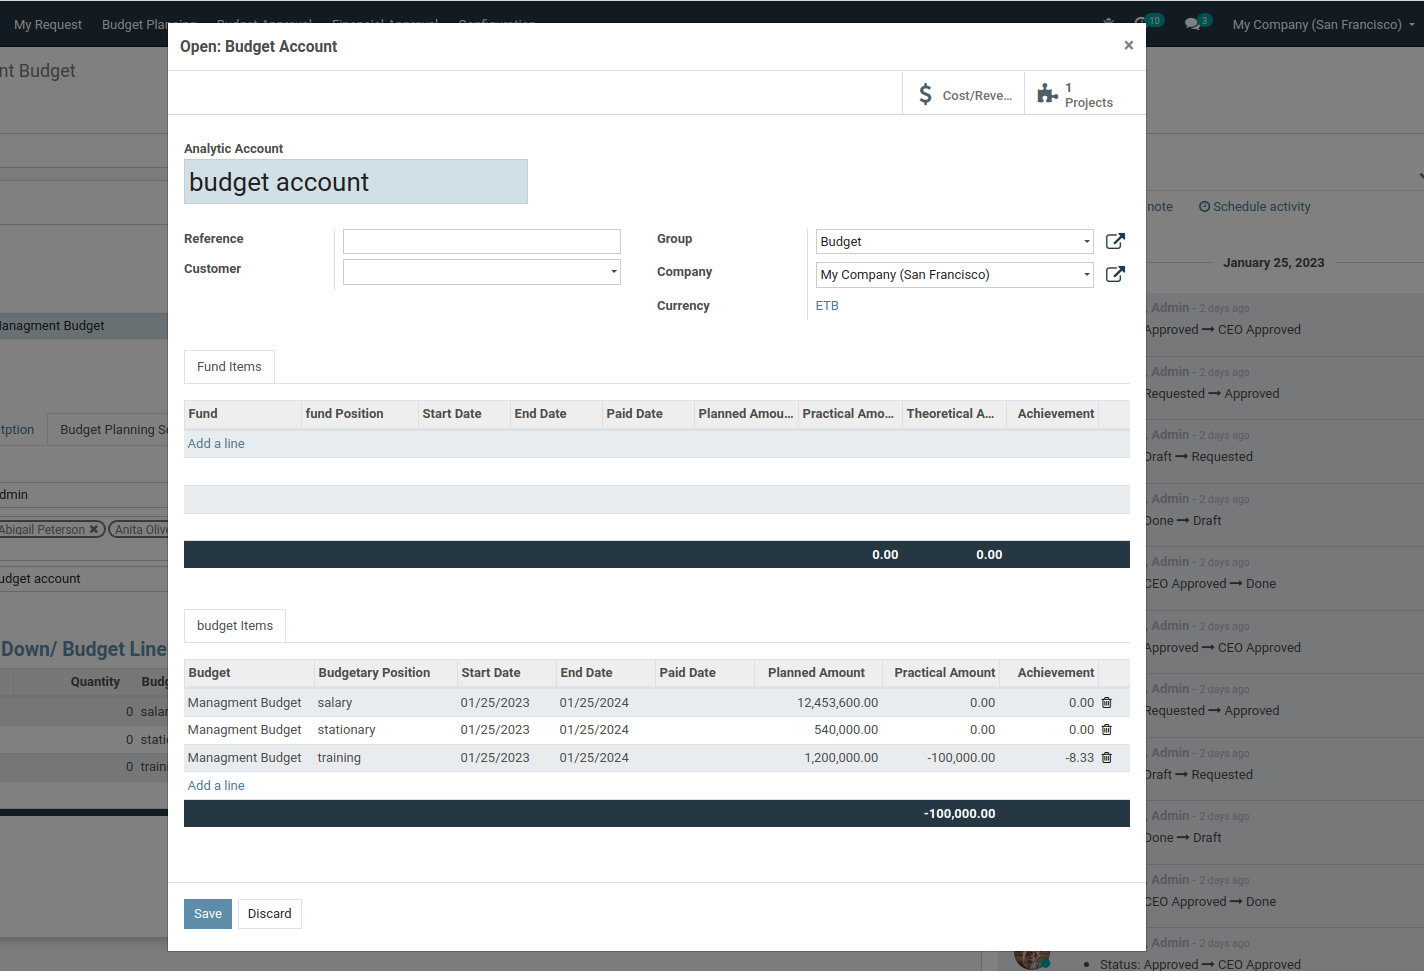 My Request Budget Planning Budget Approval Financial Approval Configuration 10 3 My Company (San Francisco)
Open: Budget Account ×
nt Budget
$ Cost/Reve... 1 Projects
Analytic Account
budget account
note Schedule activity
Reference Group Budget
Customer Company My Company (San Francisco)
Currency ETB
January 25, 2023
Admin - 2 days ago
Approved → CEO Approved
anagment Budget
Fund Items
Admin - 2 days ago
Requested → Approved
Fund fund Position Start Date End Date Paid Date Planned Amou... Practical Amo... Theoretical A... Achievement
Add a line
tption Budget Planning Se
Admin - 2 days ago
Draft → Requested
dmin
Abigail Peterson ✖ Anita Olive
Admin - 2 days ago
Done → Draft
0.00 0.00
udget account
Admin - 2 days ago
CEO Approved → Done
budget Items
Admin - 2 days ago
Approved → CEO Approved
Down/ Budget Line
Quantity Budg
0 salar
0 stati
0 traini
Budget Budgetary Position Start Date End Date Paid Date Planned Amount Practical Amount Achievement
Managment Budget salary 01/25/2023 01/25/2024 12,453,600.00 0.00 0.00
Managment Budget stationary 01/25/2023 01/25/2024 540,000.00 0.00 0.00
Managment Budget training 01/25/2023 01/25/2024 1,200,000.00 -100,000.00 -8.33
Add a line
-100,000.00
Admin - 2 days ago
Requested → Approved
Admin - 2 days ago
Draft → Requested
Admin - 2 days ago
Done → Draft
Admin - 2 days ago
CEO Approved → Done
Save Discard
Admin - 2 days ago
• Status: Approved → CEO Approved